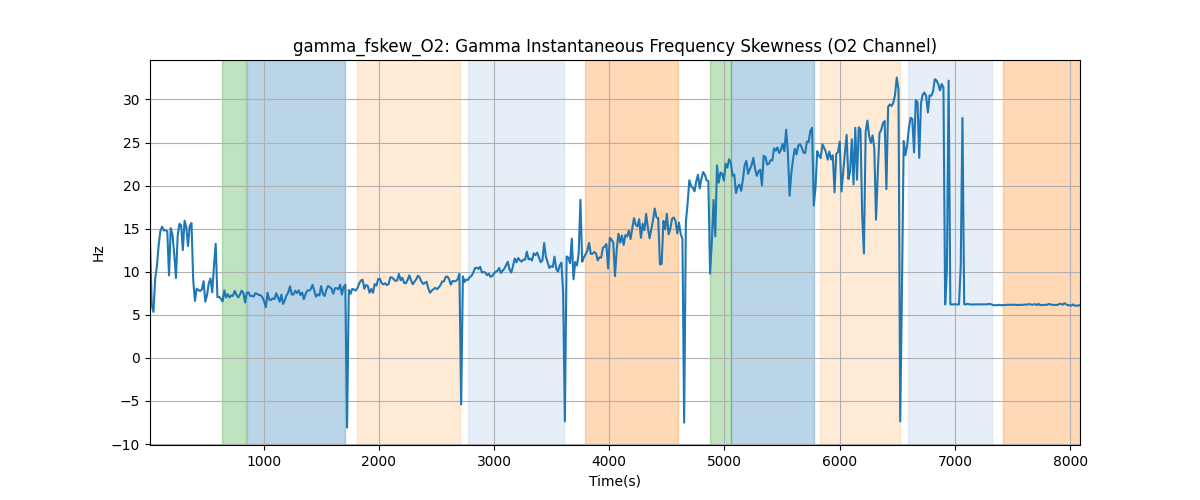 gamma_fskew_O2: Gamma Instantaneous Frequency Skewness (O2 Channel)
Hz
30
25
20
15
10
5
0
−5
−10
1000 2000 3000 4000 5000 6000 7000 8000
Time(s)